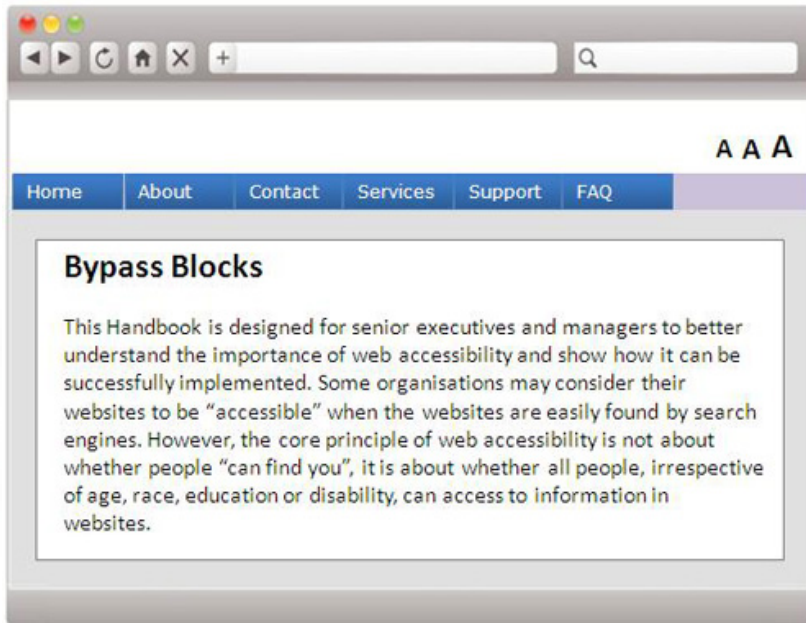 A A A
Home About Contact Services Support FAQ
Bypass Blocks
This Handbook is designed for senior executives and managers to better
understand the importance of web accessibility and show how it can be
successfully implemented. Some organisations may consider their
websites to be “accessible” when the websites are easily found by search
engines. However, the core principle of web accessibility is not about
whether people “can find you”, it is about whether all people, irrespective
of age, race, education or disability, can access to information in
websites.